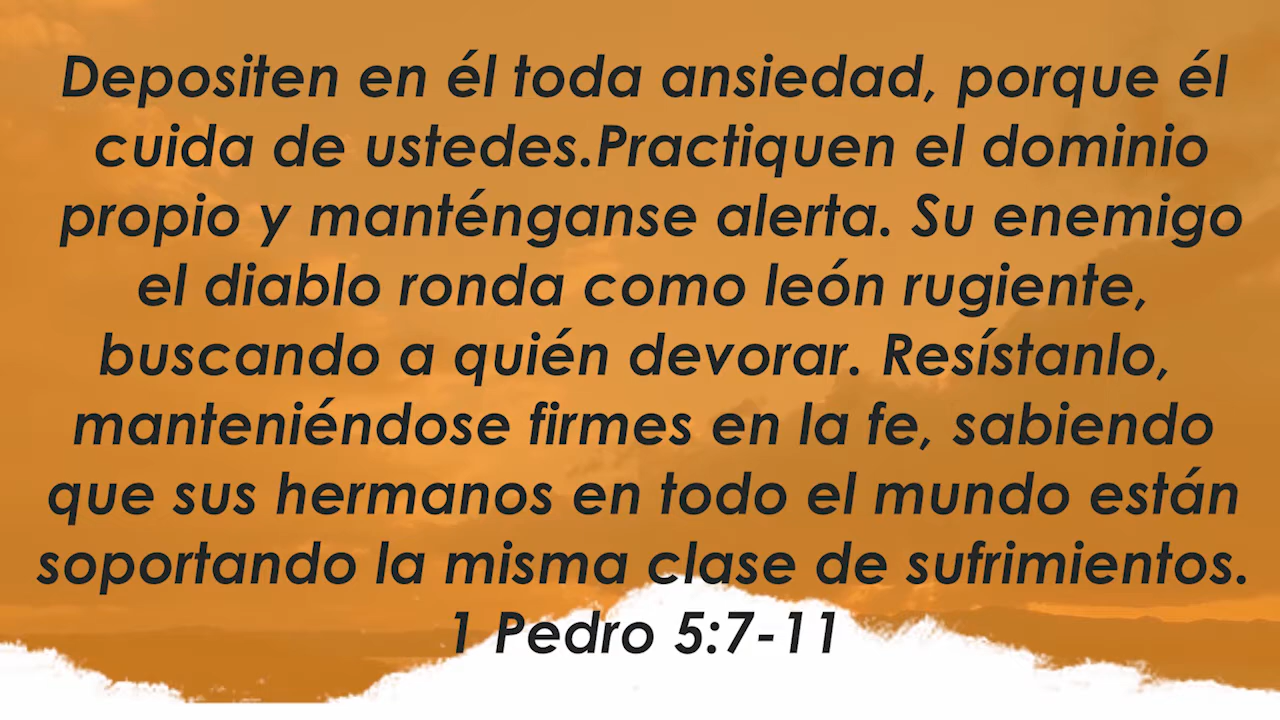 Depositen en él toda ansiedad, porque él
cuida de ustedes.Practiquen el dominio
propio y manténganse alerta. Su enemigo
el diablo ronda como león rugiente,
buscando a quién devorar. Resístanlo,
manteniéndose firmes en la fe, sabiendo
que sus hermanos en todo el mundo están
soportando la misma clase de sufrimientos.
1 Pedro 5:7-11